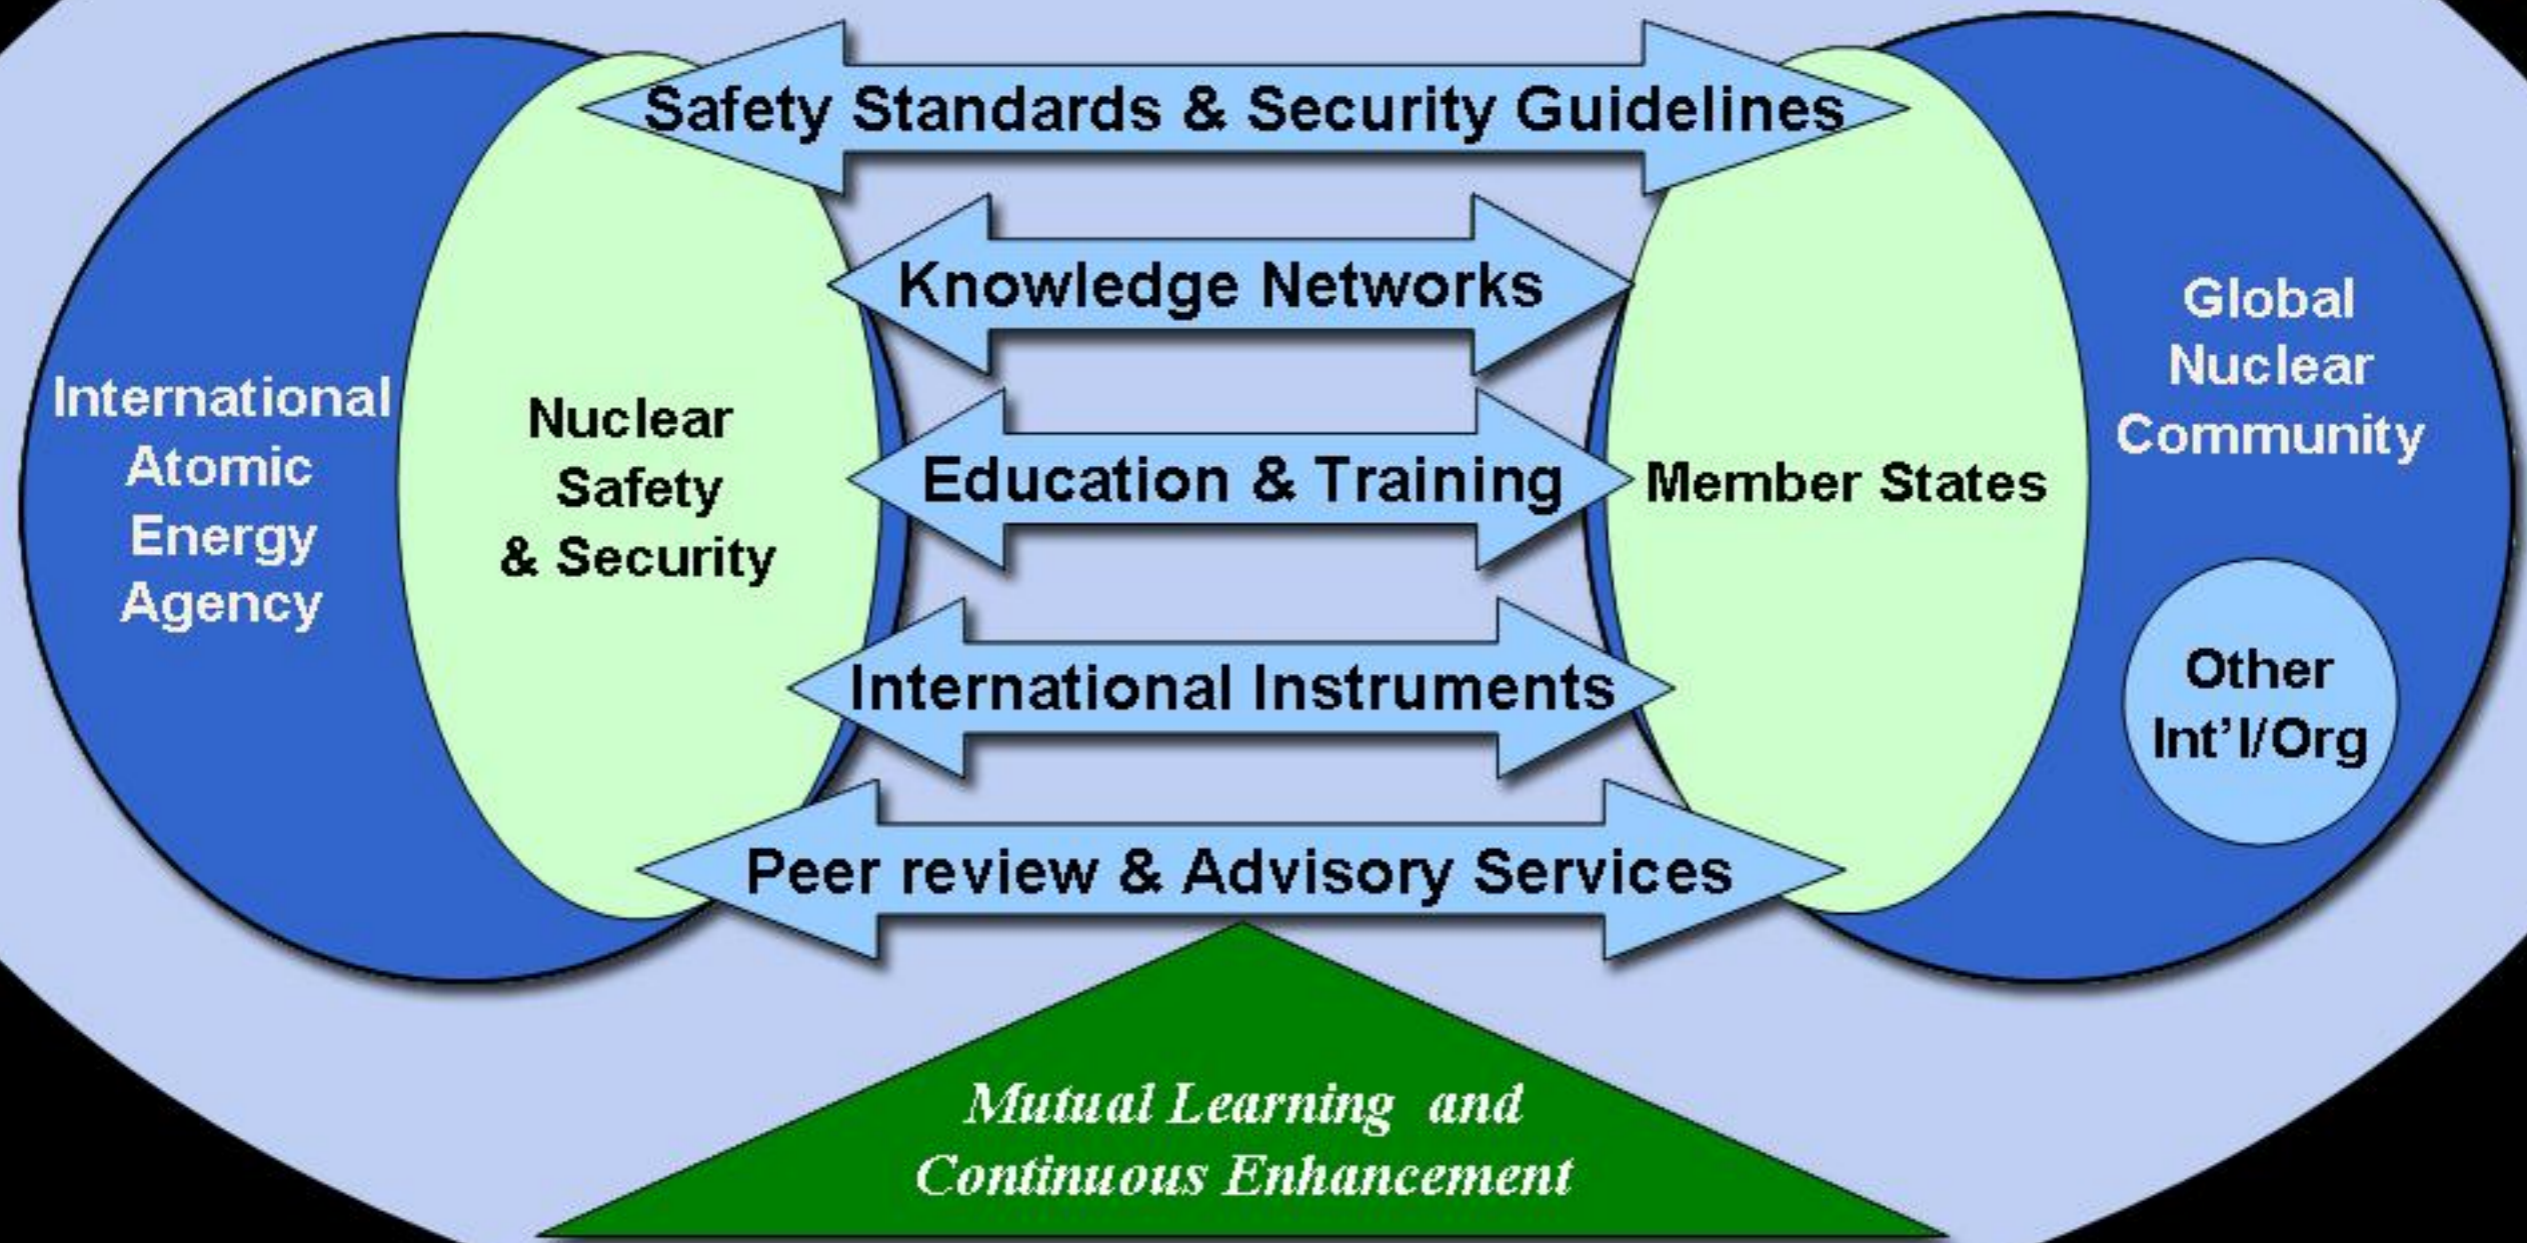 Safety Standards & Security Guidelines
Knowledge Networks
Education & Training
International Instruments
Peer review & Advisory Services
International
Atomic
Energy
Agency
Nuclear
Safety
& Security
Member States
Global
Nuclear
Community
Other
Int'l/Org
Mutual Learning and
Continuous Enhancement